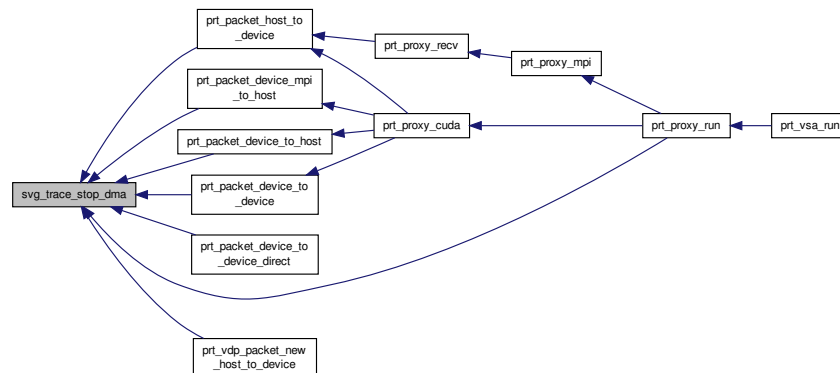 prt_packet_host_to
_device
prt_proxy_recv
prt_proxy_mpi
prt_packet_device_mpi
_to_host
prt_proxy_cuda
prt_proxy_run
prt_vsa_run
prt_packet_device_to_host
svg_trace_stop_dma
prt_packet_device_to
_device
prt_packet_device_to
_device_direct
prt_vdp_packet_new
_host_to_device